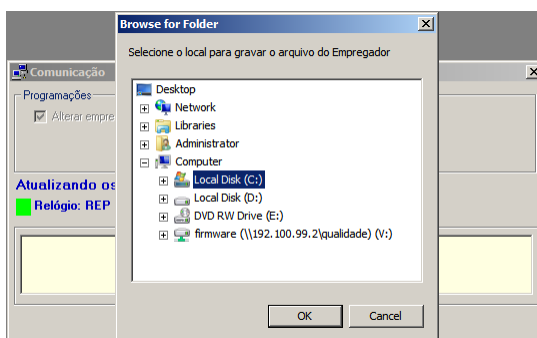 Browse for Folder
Selecione o local para gravar o arquivo do Empregador
Comunicação
Programações
Alterar empre
Atualizando os
Relógio: REP
Desktop
Network
Libraries
Administrator
Computer
Local Disk (C:)
Local Disk (D:)
DVD RW Drive (E:)
firmware (\\192.100.99.2\qualidade) (V:)
OK
Cancel